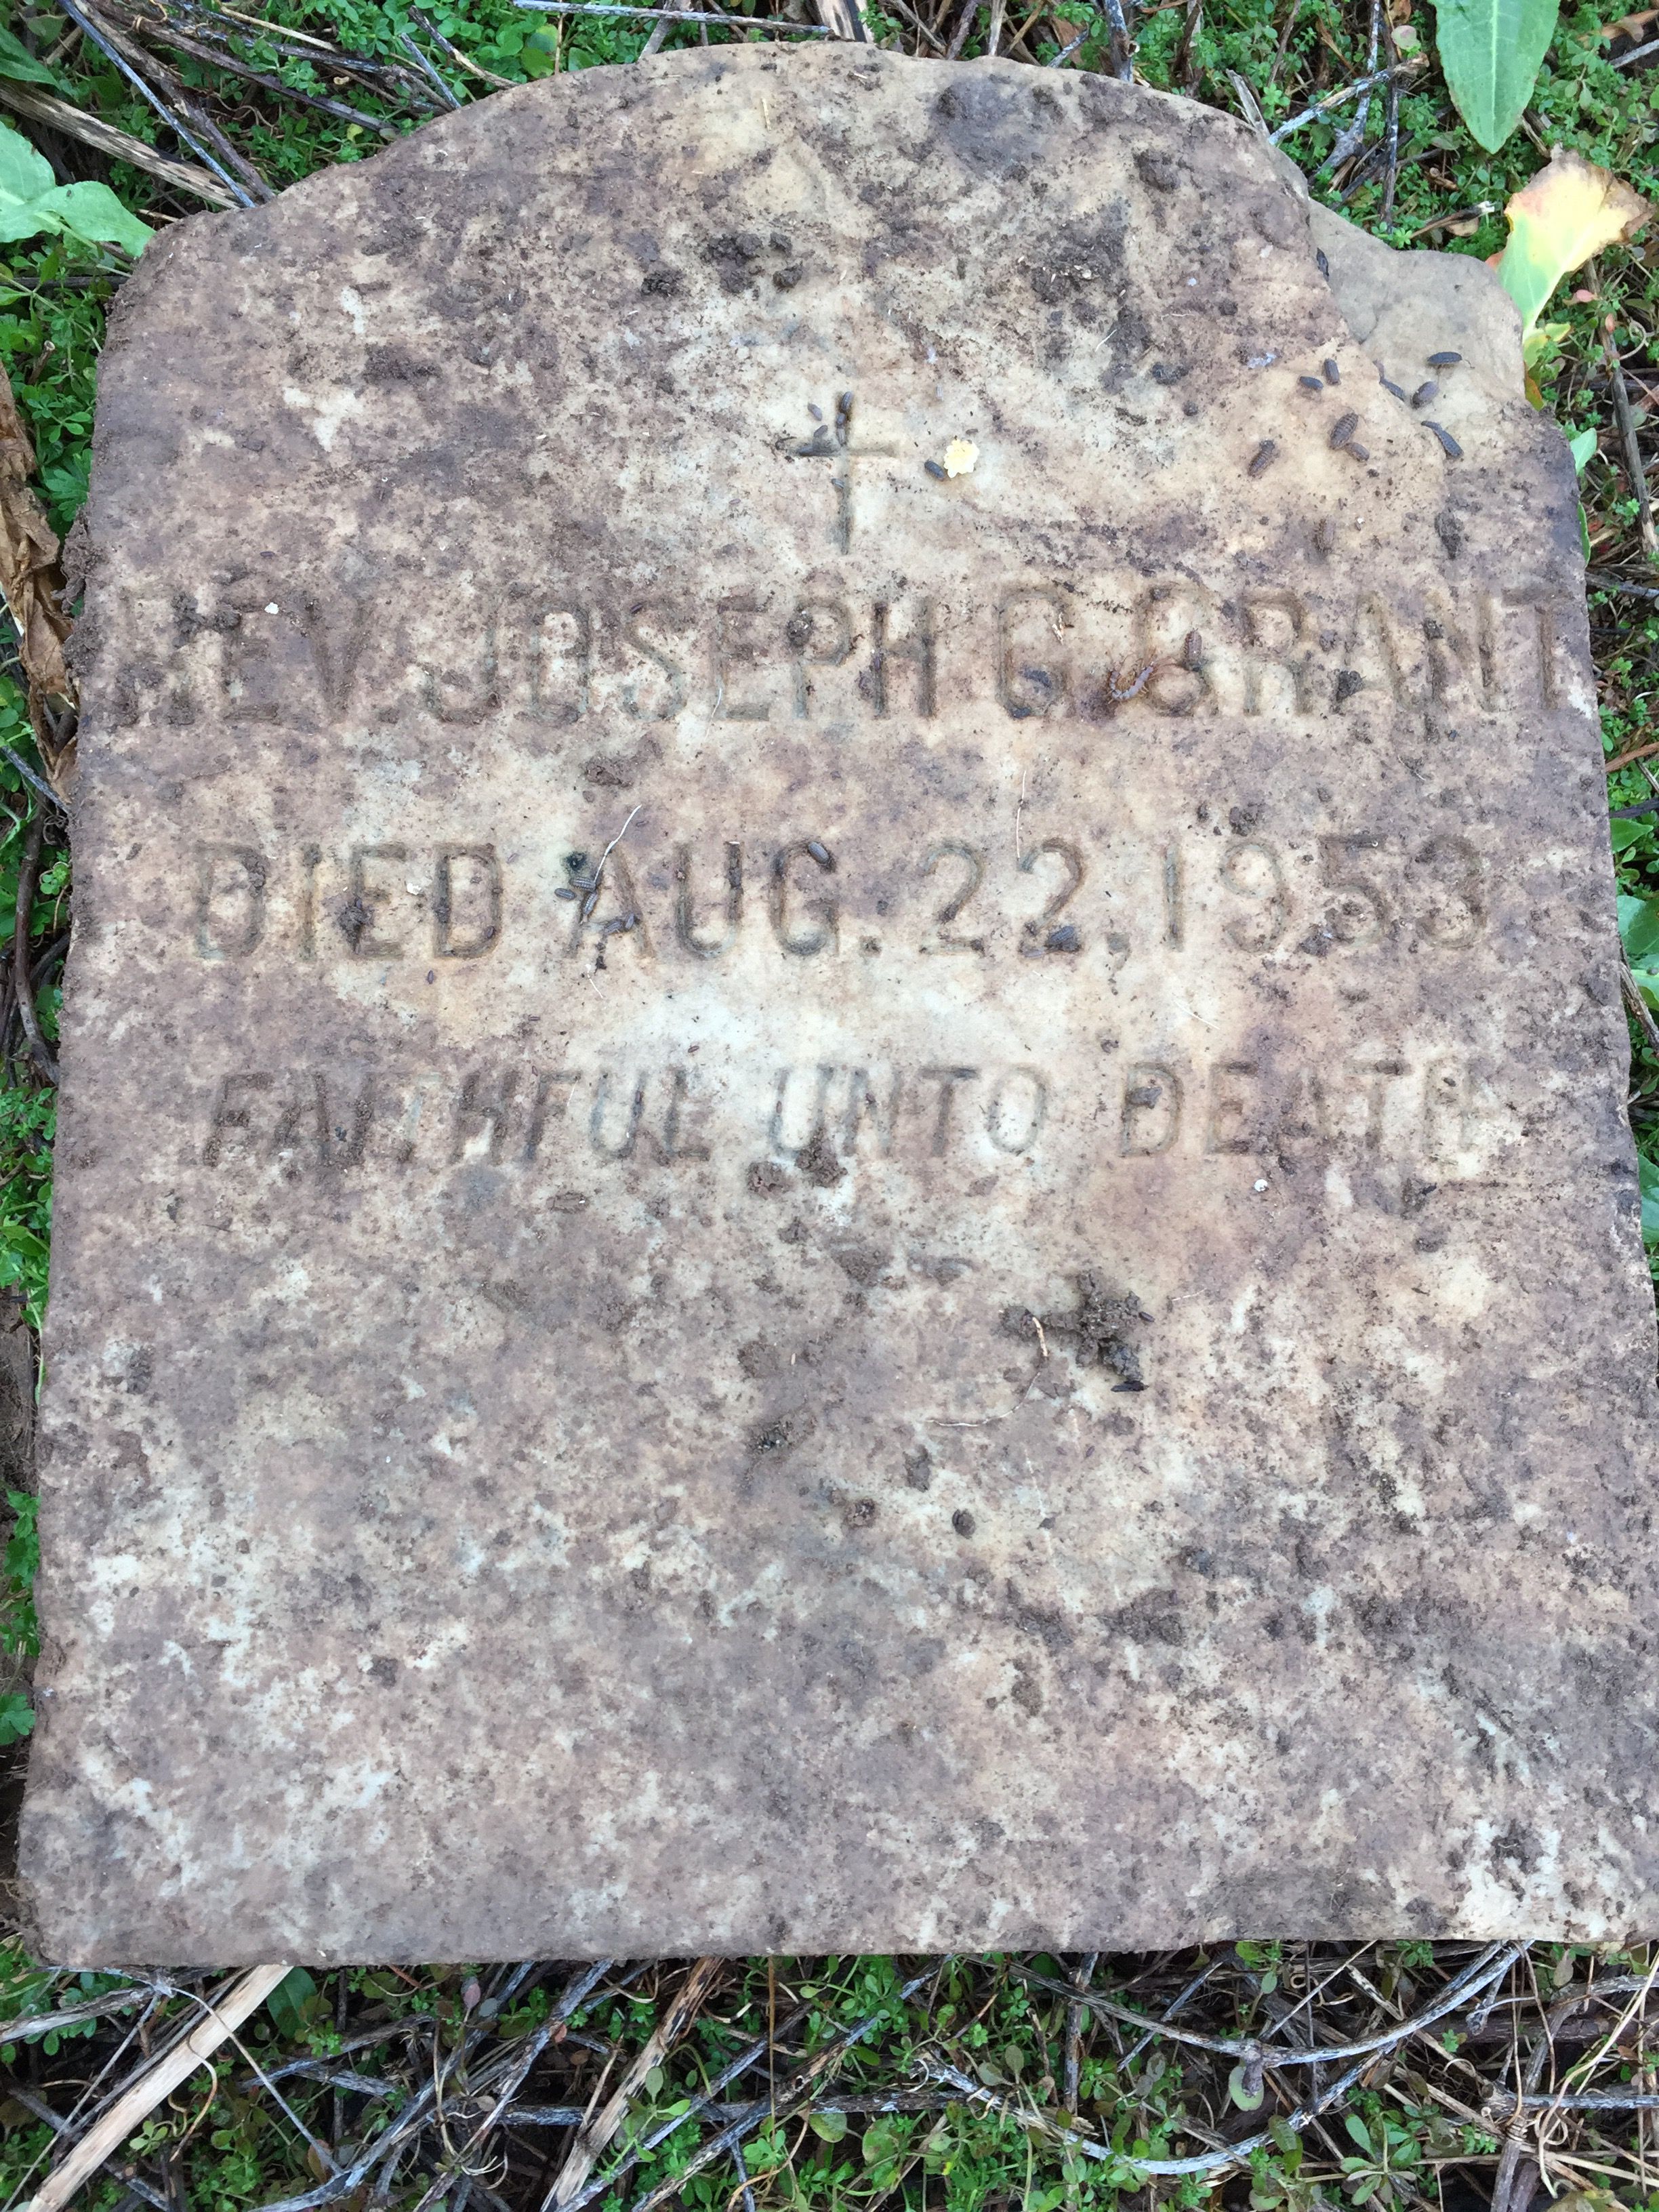 REV. JOSEPH G. GRANT
DIED AUG. 22, 1953
FAITHFUL UNTO DEATH